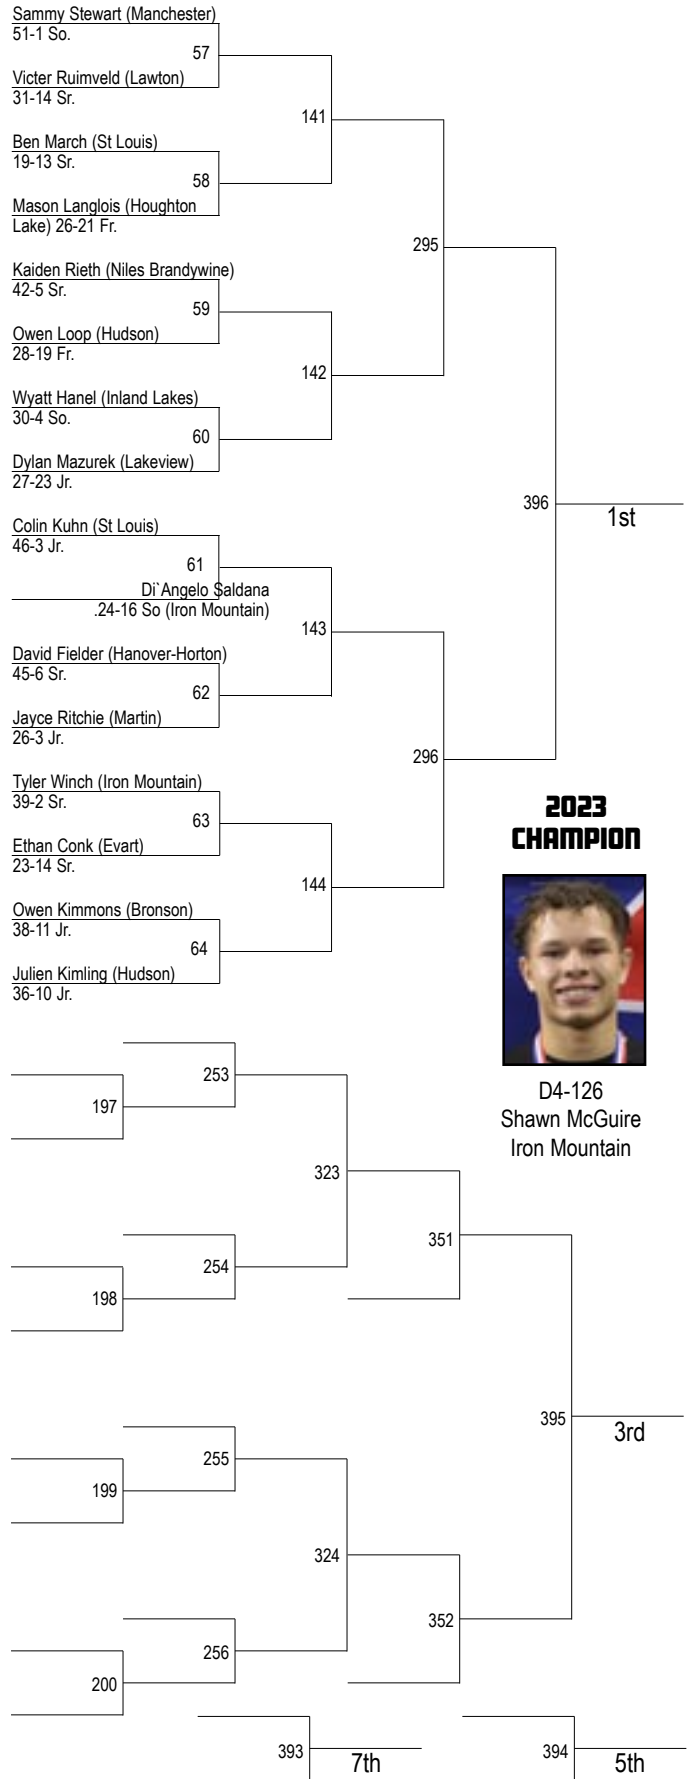 Sammy Stewart (Manchester)
51-1 So.
57
Victer Ruimveld (Lawton)
31-14 Sr.
141
Ben March (St Louis)
19-13 Sr.
58
Mason Langlois (Houghton
Lake) 26-21 Fr.
295
Kaiden Rieth (Niles Brandywine)
42-5 Sr.
59
Owen Loop (Hudson)
28-19 Fr.
142
Wyatt Hanel (Inland Lakes)
30-4 So.
60
Dylan Mazurek (Lakeview)
27-23 Jr.
396
1st
Colin Kuhn (St Louis)
46-3 Jr.
61
Di`Angelo Saldana
.24-16 So (Iron Mountain)
143
David Fielder (Hanover-Horton)
45-6 Sr.
62
Jayce Ritchie (Martin)
26-3 Jr.
296
Tyler Winch (Iron Mountain)
39-2 Sr.
63
Ethan Conk (Evart)
23-14 Sr.
144
Owen Kimmons (Bronson)
38-11 Jr.
64
Julien Kimling (Hudson)
36-10 Jr.
2023
CHAMPION
D4-126
Shawn McGuire
Iron Mountain
253
197
323
254
198
351
395
3rd
255
199
324
256
200
352
393
7th
394
5th